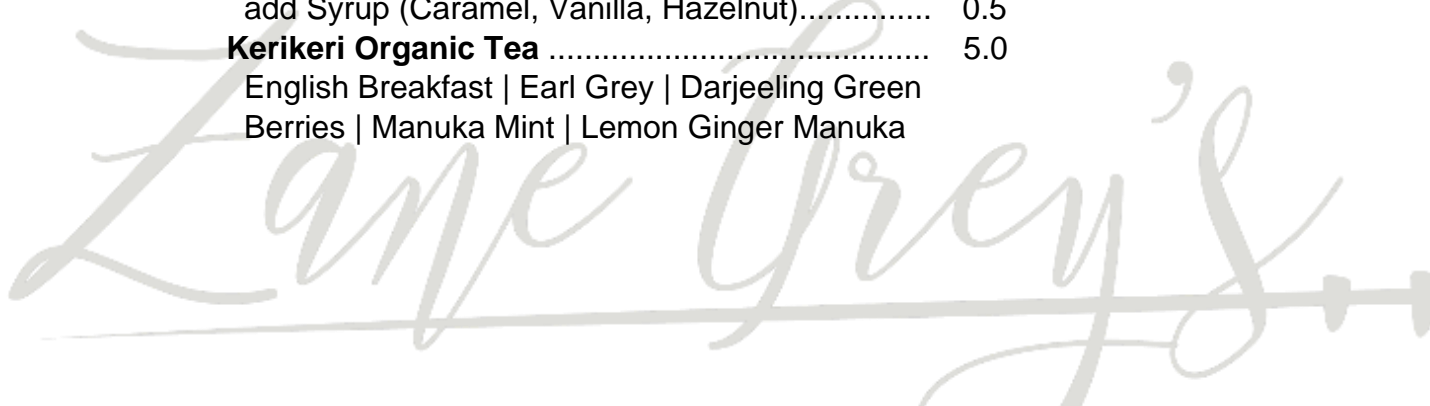 add Syrup (Caramel, Vanilla, Hazelnut)............... 0.5
Kerikeri Organic Tea ........................................... 5.0
English Breakfast | Earl Grey | Darjeeling Green
Berries | Manuka Mint | Lemon Ginger Manuka
Zane Grey's